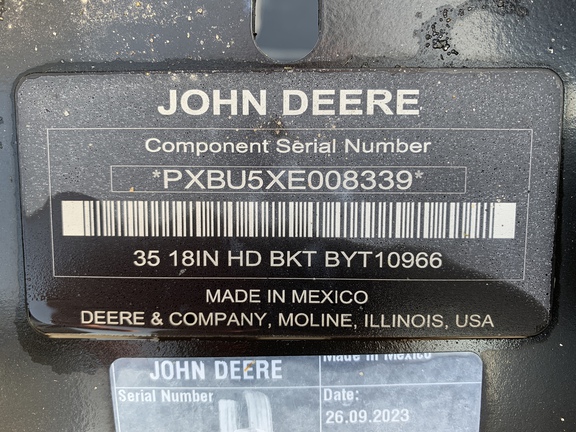 JOHN DEERE
Component Serial Number
*PXBU5XE008339*
35 18IN HD BKT BYT10966
MADE IN MEXICO
DEERE & COMPANY, MOLINE, ILLINOIS, USA
JOHN DEERE
Made in Mexico
Serial Number
Date:
26.09.2023